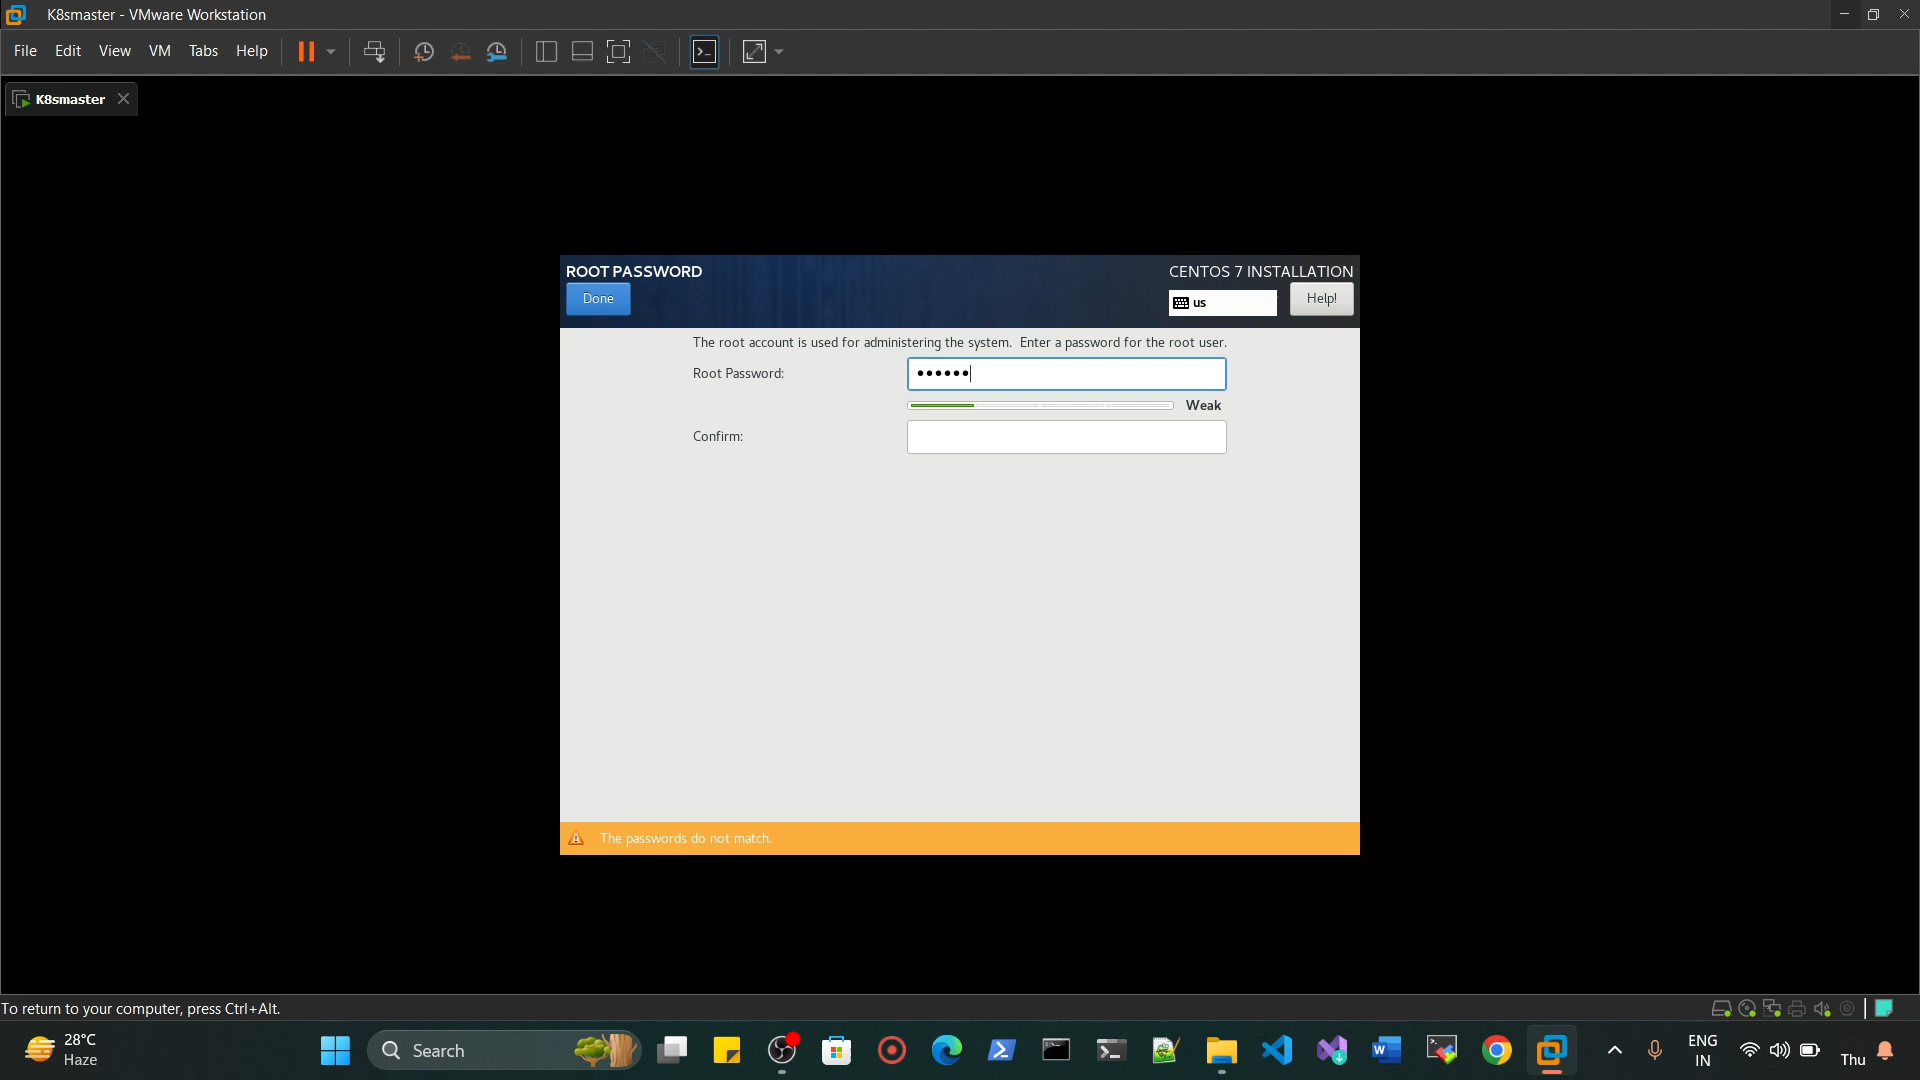 K8smaster - VMware Workstation
File Edit View VM Tabs Help
K8smaster
ROOT PASSWORD
CENTOS 7 INSTALLATION
Done
us
Help!
The root account is used for administering the system. Enter a password for the root user.
Root Password:
••••••
Weak
Confirm:
The passwords do not match.
To return to your computer, press Ctrl+Alt.
28°C
Haze
Search
ENG
IN
Thu